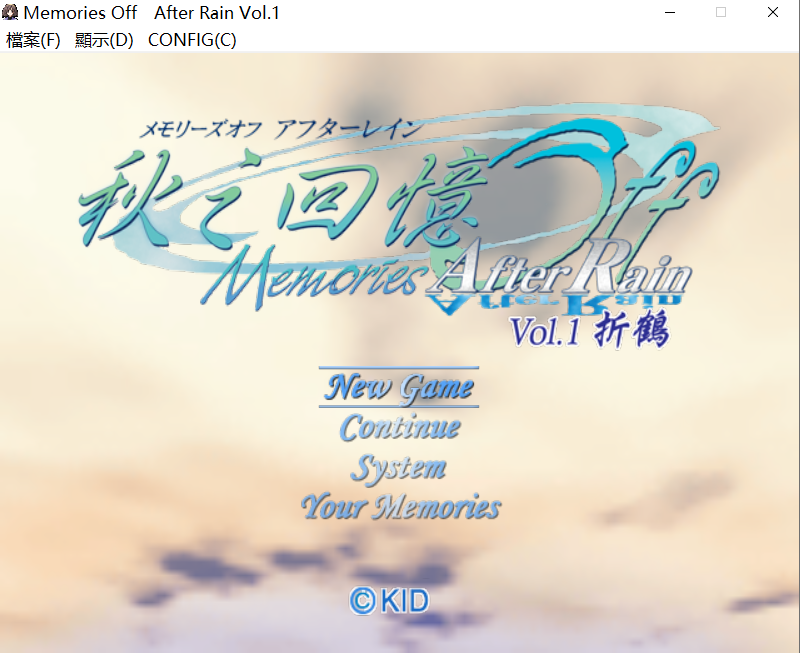 Memories Off After Rain Vol.1
檔案(F) 顯示(D) CONFIG(C)
メモリーズオフ アフターレイン
秋之回憶 Off
Memories After Rain
Vol.1 折鶴
New Game
Continue
System
Your Memories
©KID